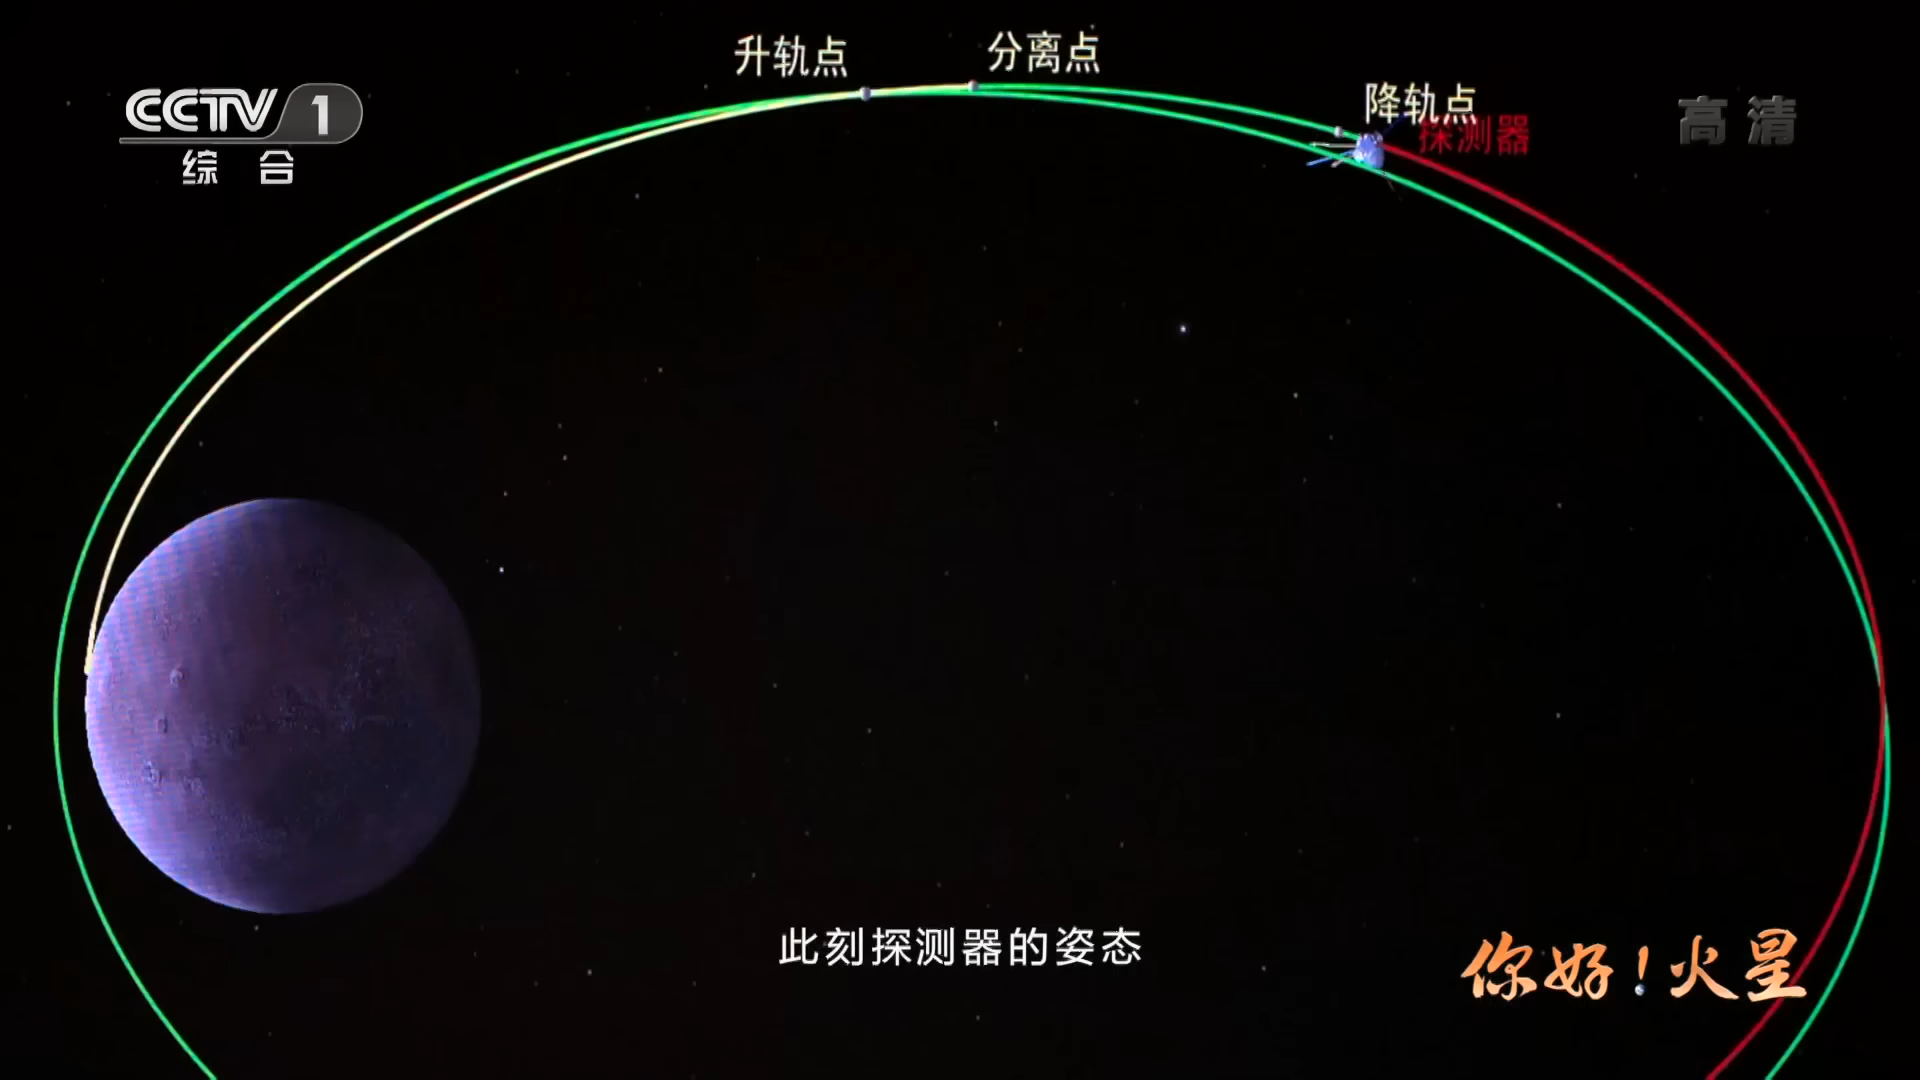 升轨点
分离点
降轨点
探测器
CCTV 1
综合
高清
此刻探测器的姿态
你好！火星